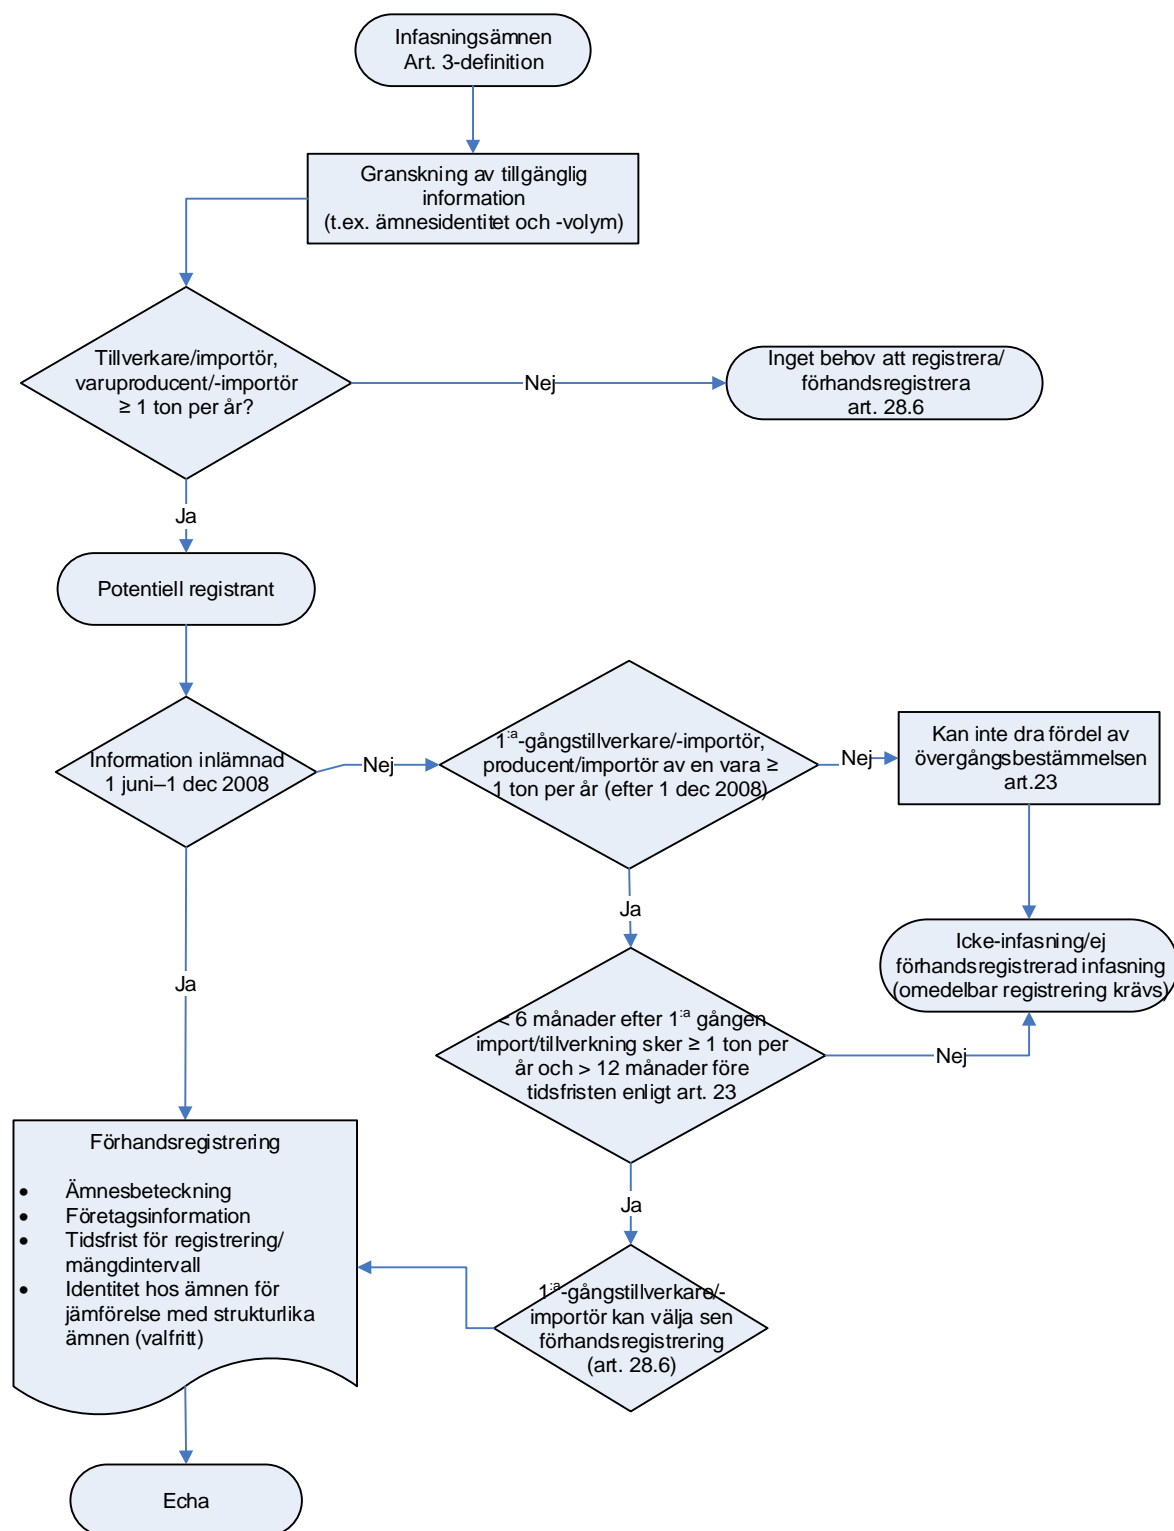 Infasningsämnen
Art. 3-definition
Granskning av tillgänglig
information
(t.ex. ämnesidentitet och -volym)
Tillverkare/importör,
varuproducent/-importör
≥ 1 ton per år?
Nej
Inget behov att registrera/
förhandsregistrera
art. 28.6
Ja
Potentiell registrant
Information inlämnad
1 juni–1 dec 2008
Nej
1:a-gångstillverkare/-importör,
producent/importör av en vara ≥
1 ton per år (efter 1 dec 2008)
Nej
Kan inte dra fördel av
övergångsbestämmelsen
art.23
Ja
Icke-infasning/ej
förhandsregistrerad infasning
(omedelbar registrering krävs)
Ja
< 6 månader efter 1:a gången
import/tillverkning sker ≥ 1 ton per
år och > 12 månader före
tidsfristen enligt art. 23
Nej
Ja
Förhandsregistrering
• Ämnesbeteckning
• Företagsinformation
• Tidsfrist för registrering/
mängdintervall
• Identitet hos ämnen för
jämförelse med strukturlika
ämnen (valfritt)
1:a-gångstillverkare/-
importör kan välja sen
förhandsregistrering
(art. 28.6)
Echa